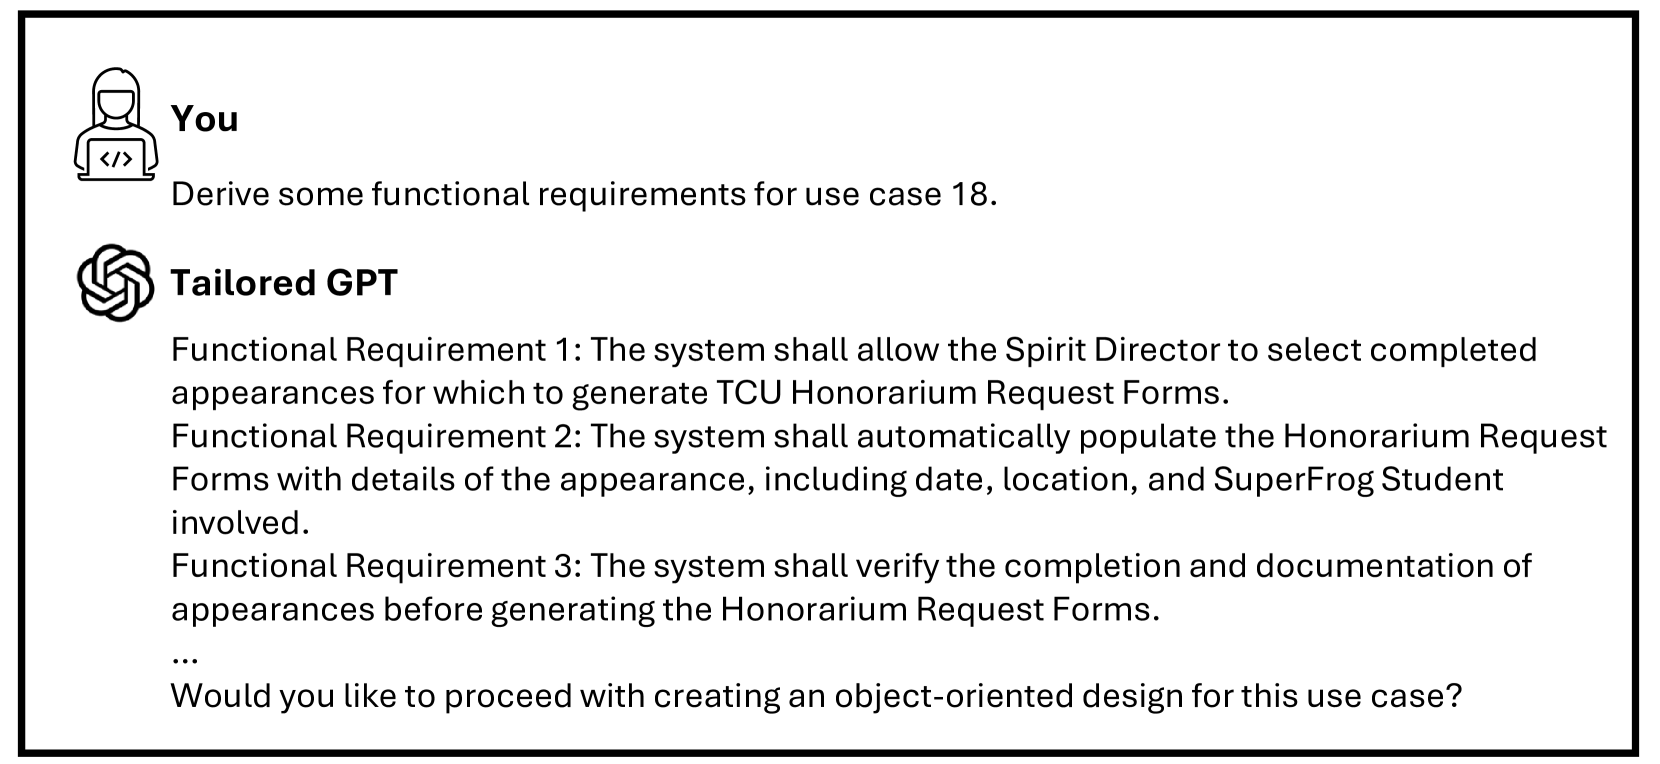 You
</>
Derive some functional requirements for use case 18.
Tailored GPT
Functional Requirement 1: The system shall allow the Spirit Director to select completed
appearances for which to generate TCU Honorarium Request Forms.
Functional Requirement 2: The system shall automatically populate the Honorarium Request
Forms with details of the appearance, including date, location, and SuperFrog Student
involved.
Functional Requirement 3: The system shall verify the completion and documentation of
appearances before generating the Honorarium Request Forms.
...
Would you like to proceed with creating an object-oriented design for this use case?